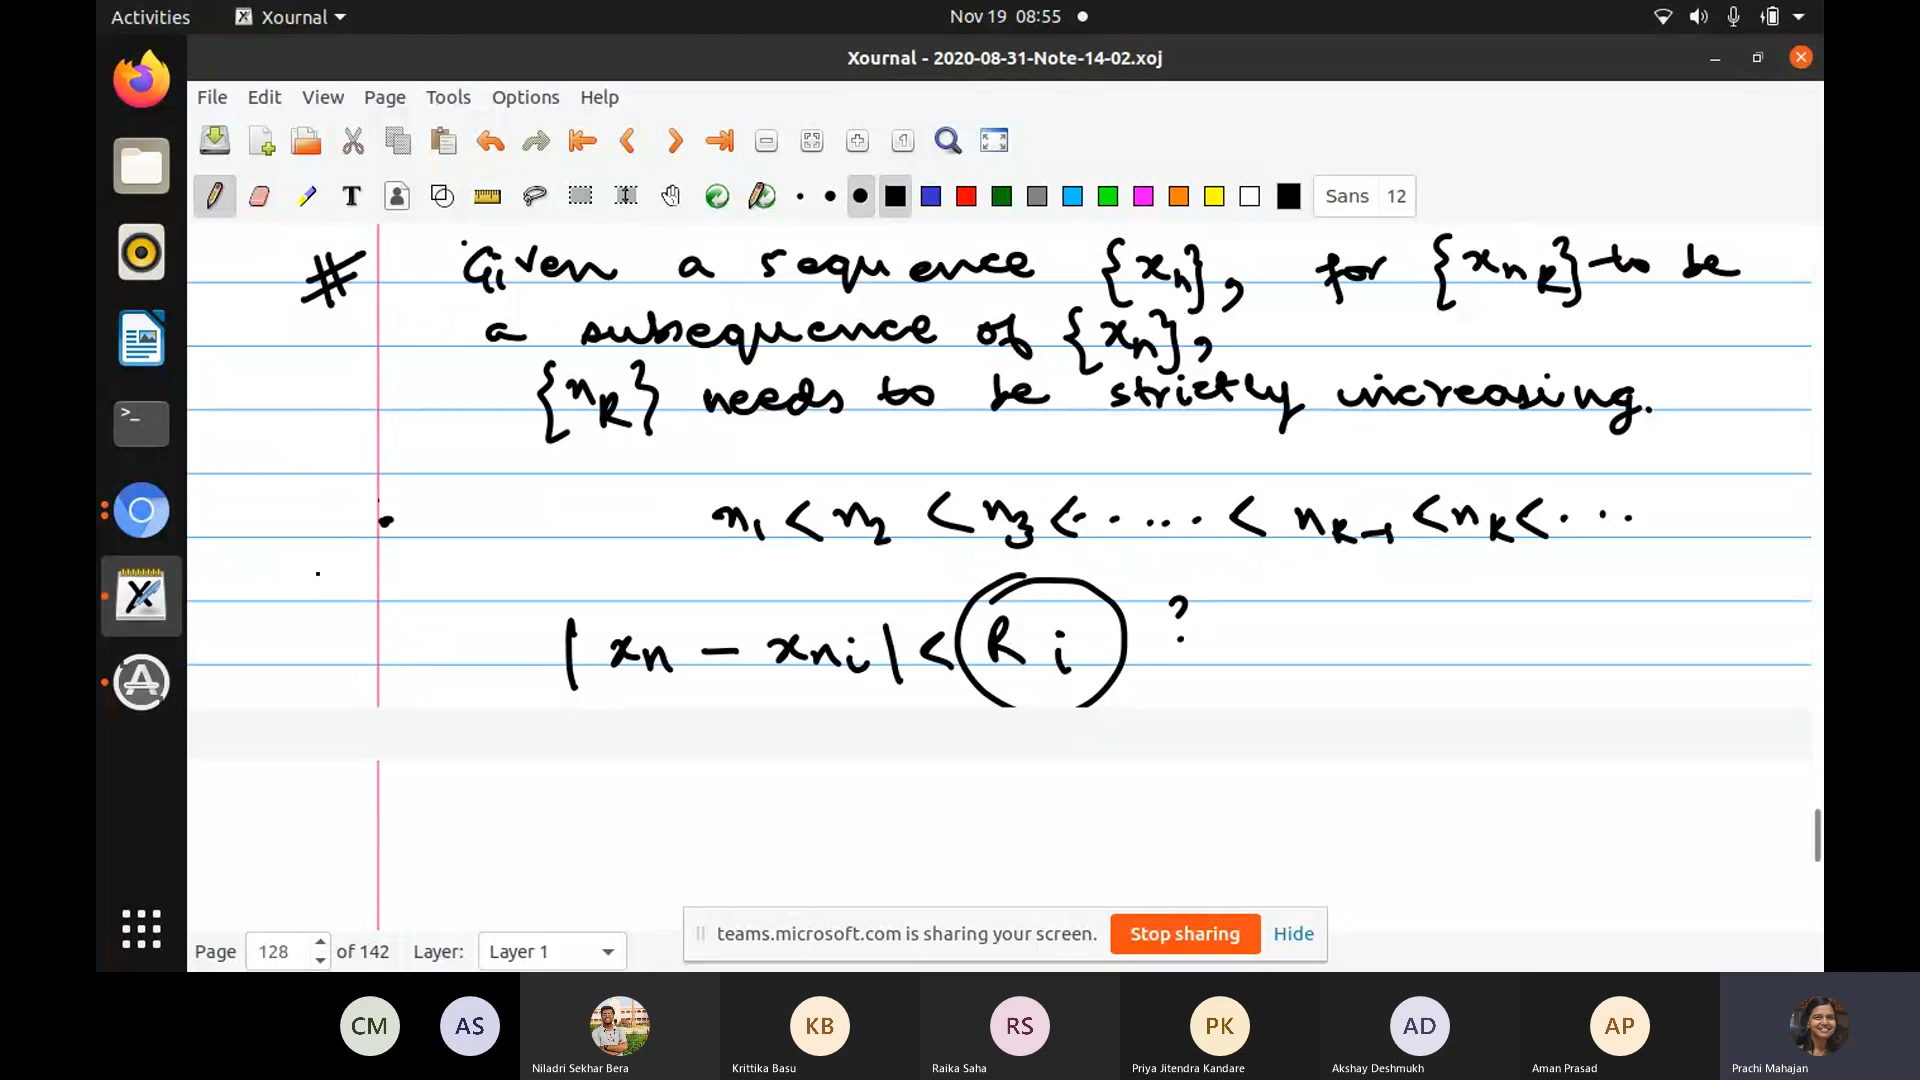 Activities
Xournal
Nov 19 08:55
Xournal - 2020-08-31-Note-14-02.xoj
File Edit View Page Tools Options Help
Sans 12
# Given a sequence {xₙ}, for {xₙₖ} to be
a subsequence of {xₙ},
{nₖ} needs to be strictly increasing.
n₁ < n₂ < n₃ < ..... < nₖ₋₁ < nₖ < ...
|xn - xni| < R i ?
teams.microsoft.com is sharing your screen. Stop sharing Hide
Page 128 of 142 Layer: Layer 1
CM AS KB RS PK AD AP
Niladri Sekhar Bera Krittika Basu Raika Saha Priya Jitendra Kandare Akshay Deshmukh Aman Prasad Prachi Mahajan